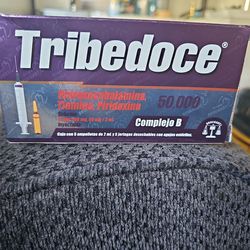 Tribedoce®
Hidroxocobalamina,
Tiamina, Piridoxina
50,000
Complejo B
Caja con 5 ampolletas de 2 ml y 5 jeringas desechables con agujas estériles.